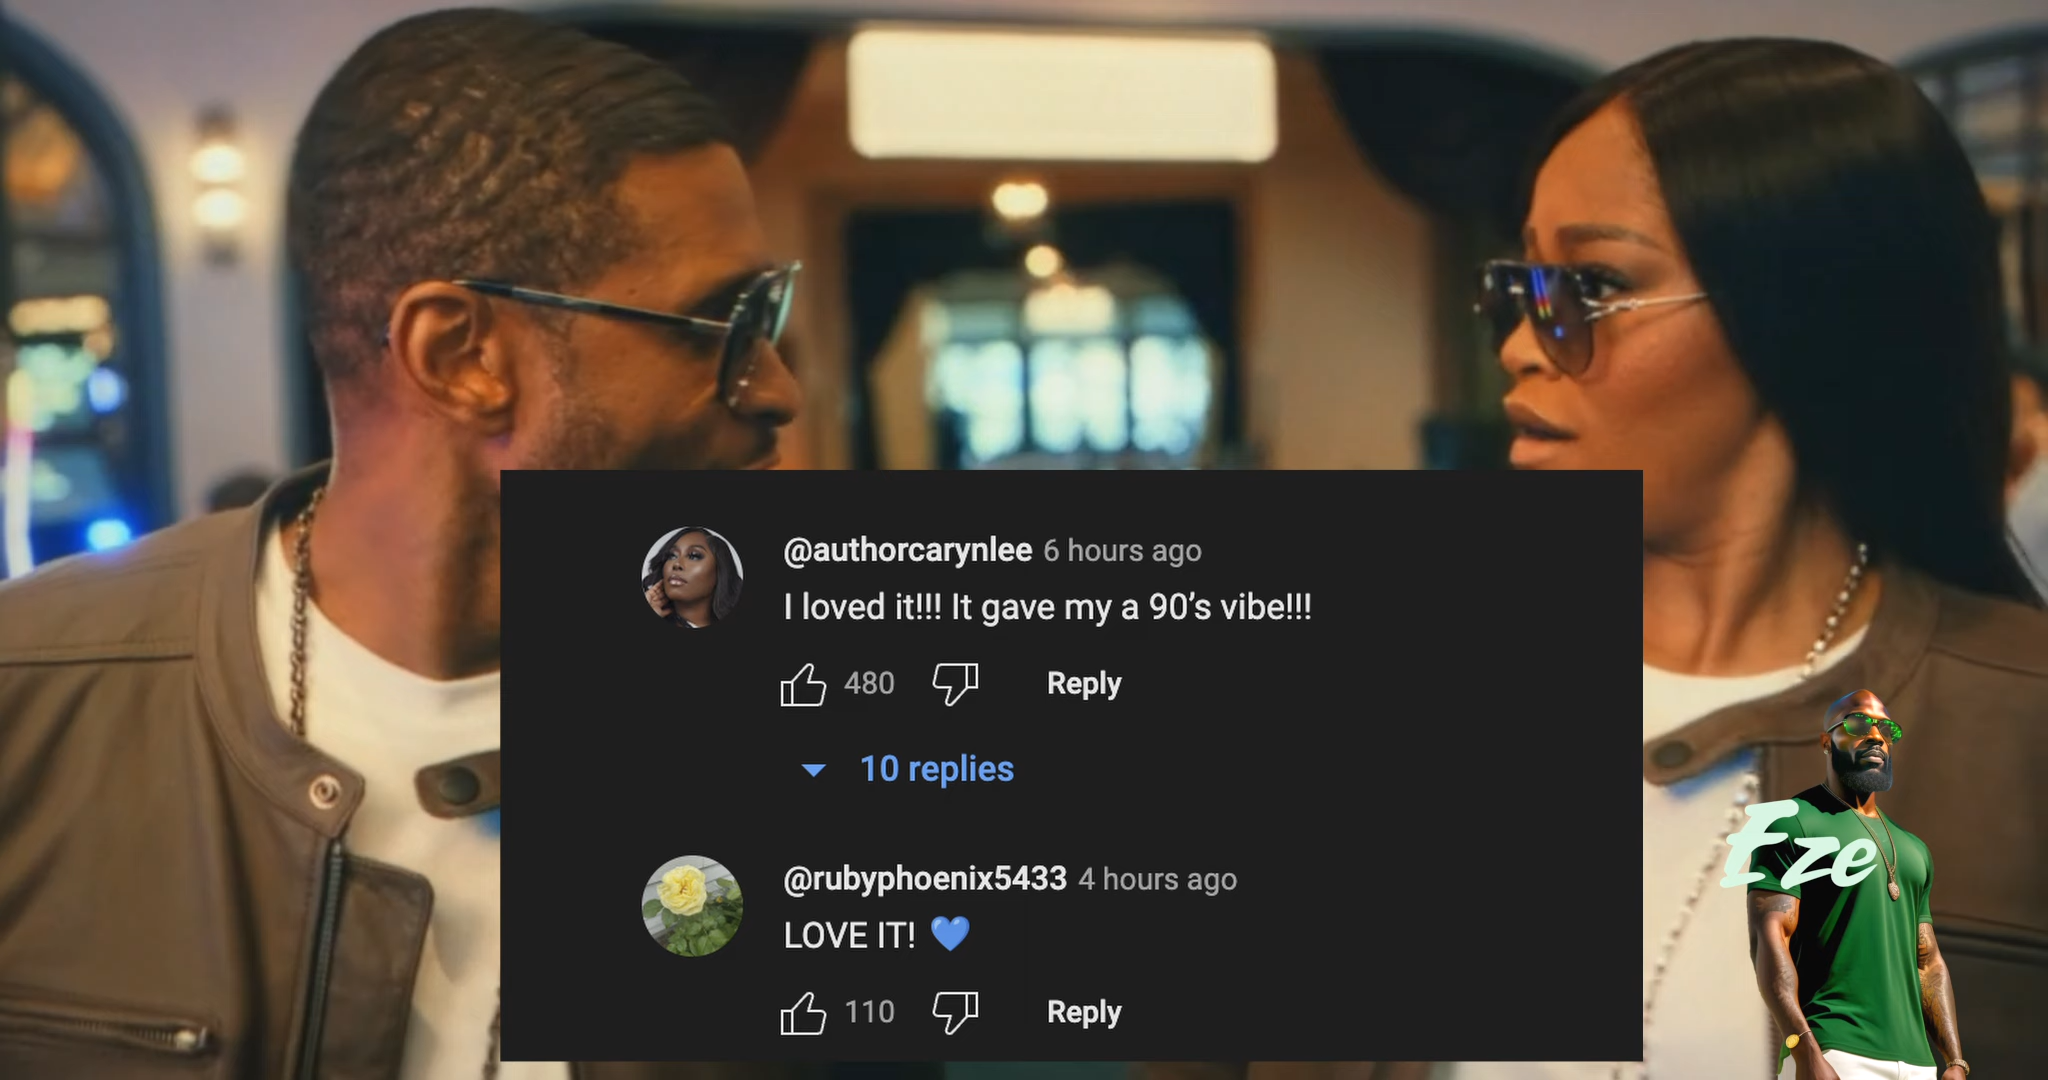 @authorcarynlee 6 hours ago
I loved it!!! It gave my a 90's vibe!!!
480 Reply
10 replies
@rubyphoenix5433 4 hours ago
LOVE IT! 💙
110 Reply
Eze